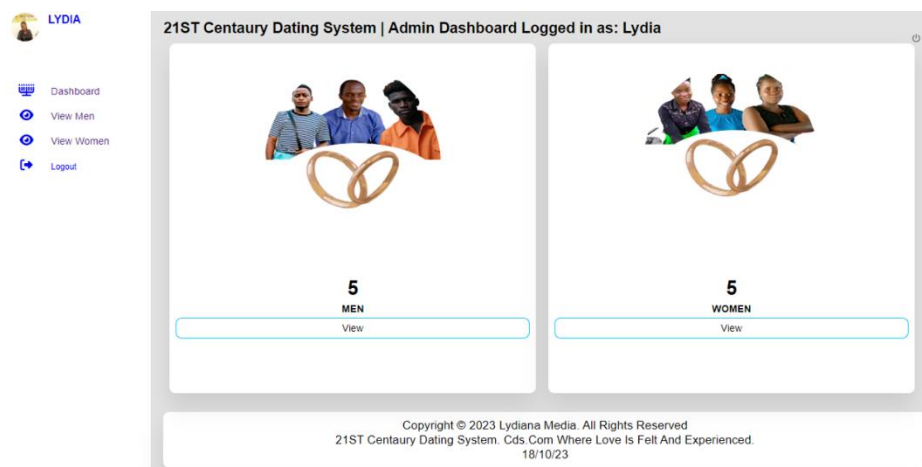 LYDIA
Dashboard
View Men
View Women
Logout
21ST Centaury Dating System | Admin Dashboard Logged in as: Lydia
5
MEN
View
5
WOMEN
View
Copyright © 2023 Lydiana Media. All Rights Reserved
21ST Centaury Dating System. Cds.Com Where Love Is Felt And Experienced.
18/10/23